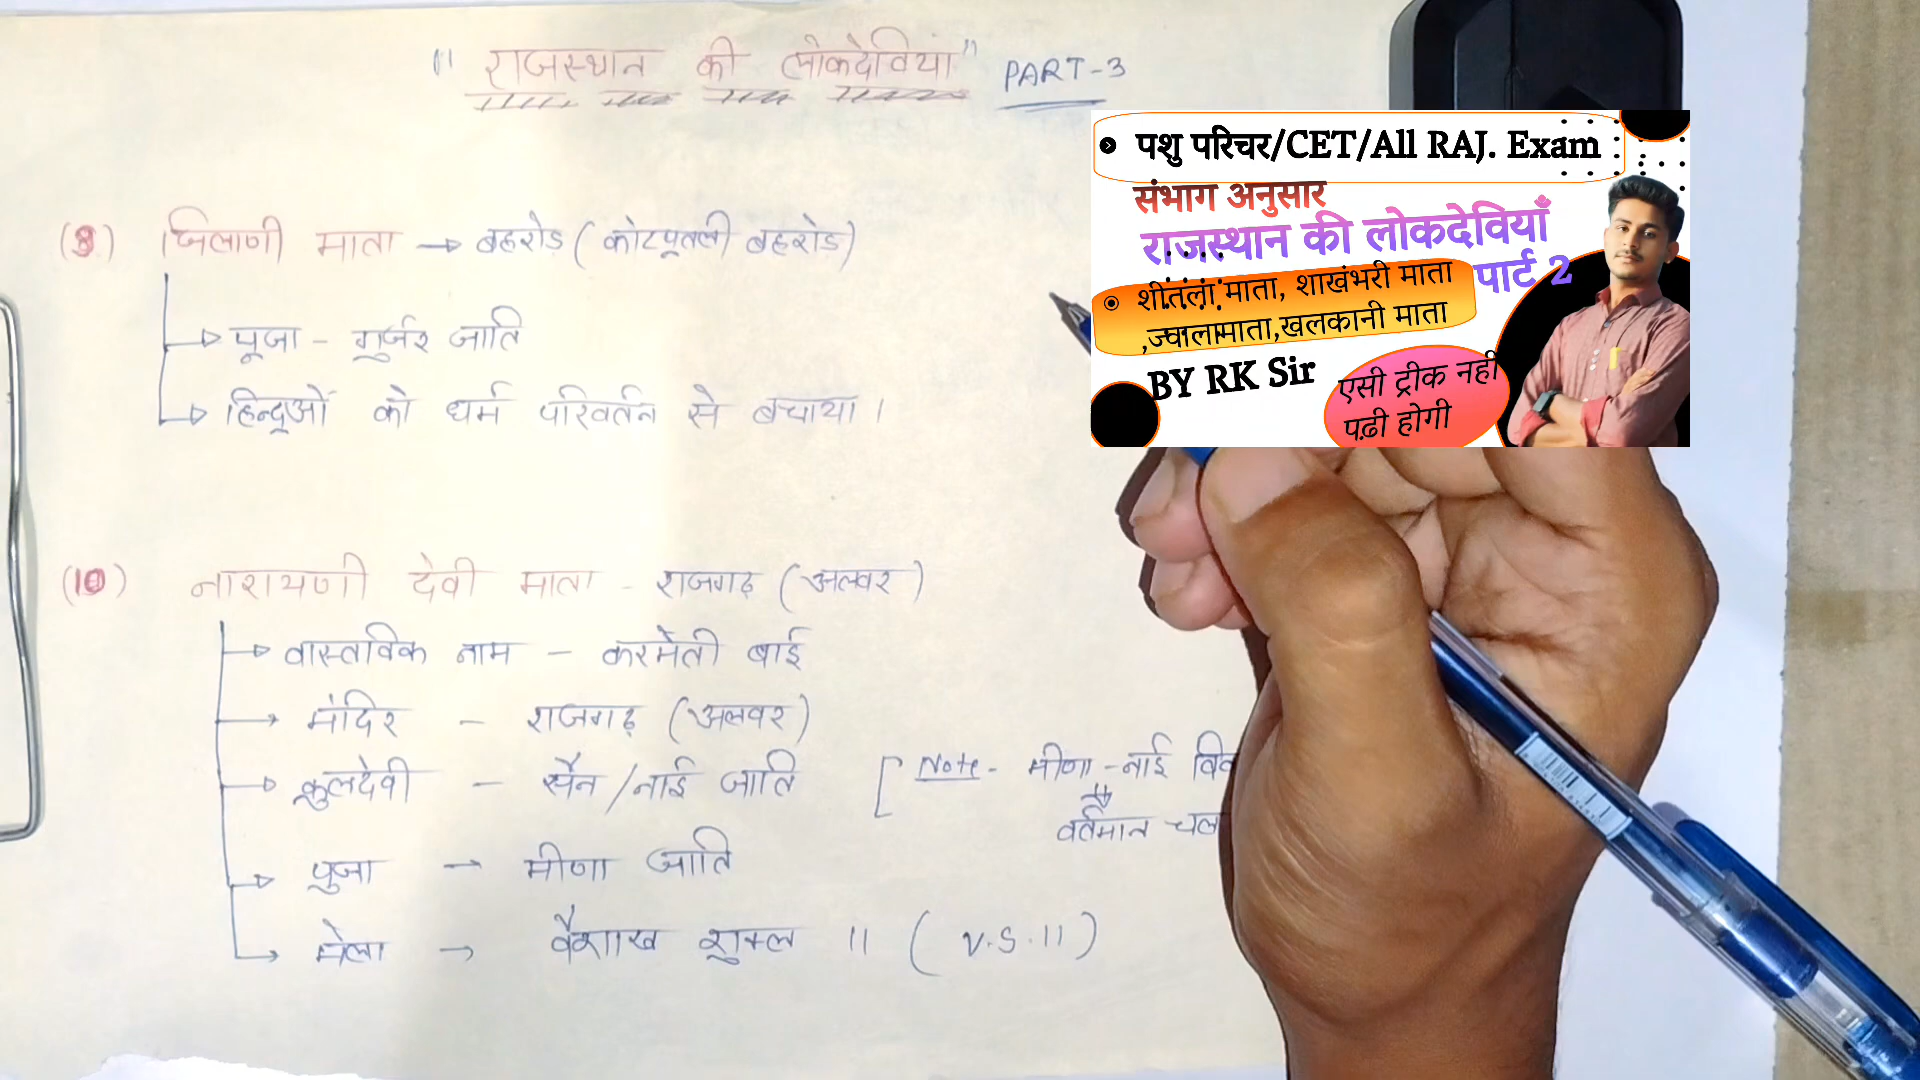 " राजस्थान की लोकदेवियां" PART-3
(9) जिलाणी माता → बहरोड़ (कोटपूतली बहरोड)
पूजा - गुर्जर जाति
हिन्दूओं को धर्म परिवर्तन से बचाया।
(10) नारायणी देवी माता - राजगढ़ (अलवर)
वास्तविक नाम - करमेती बाई
मंदिर - राजगढ़ (अलवर)
कुलदेवी - सैन/नाई जाति
[Note - मीणा-नाई
वर्तमान
पुजा → मीणा जाति
मेला → वैशाख शुक्ल 11 (V.S.11)
पशु परिचर/CET/All RAJ. Exam
संभाग अनुसार
राजस्थान की लोकदेवियाँ
पार्ट 2
शीतला माता, शाखंभरी माता
,ज्वालामाता,खलकानी माता
BY RK Sir
एसी ट्रीक नही
पढ़ी होगी